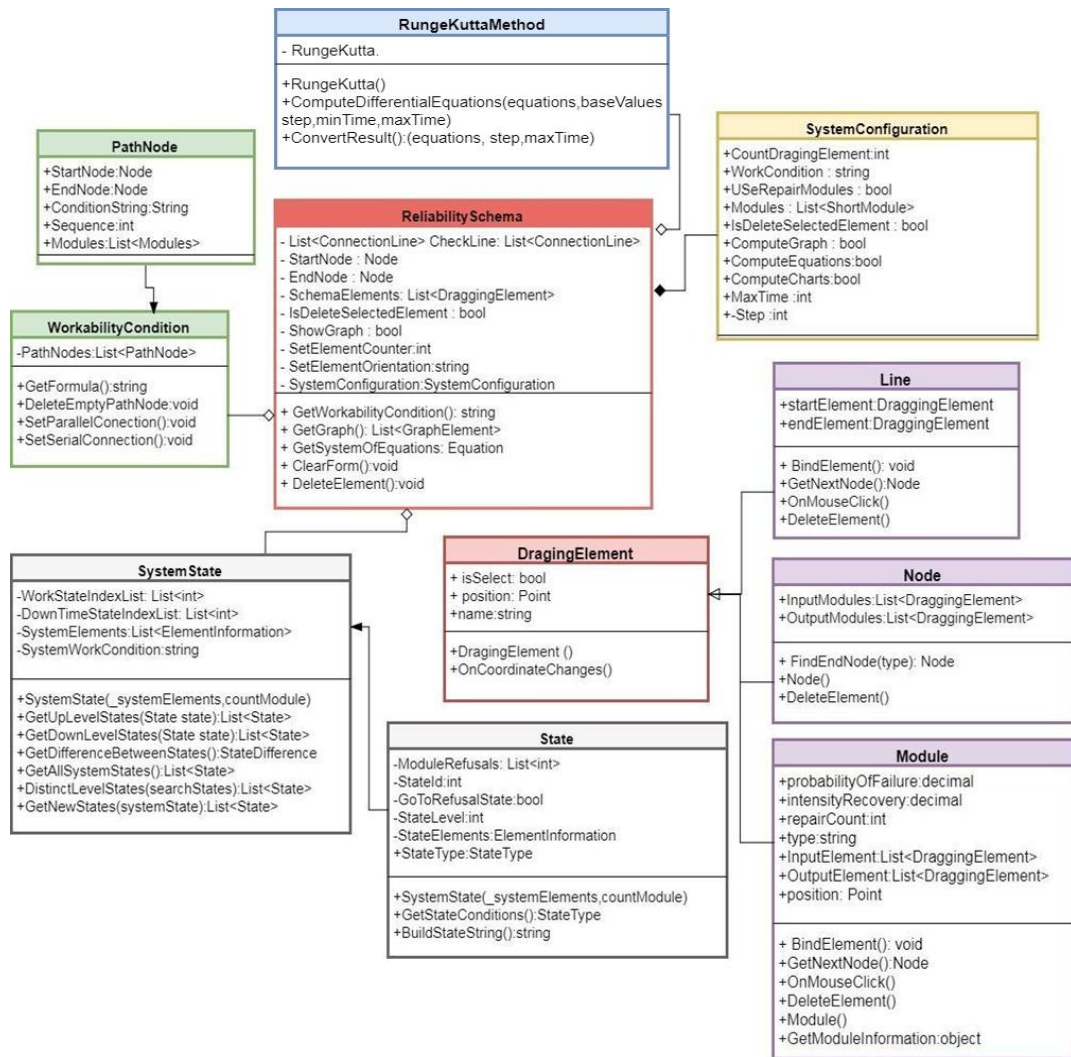 RungeKuttaMethod
- RungeKutta.
+RungeKutta()
+ComputeDifferentialEquations(equations,baseValues
step,minTime,maxTime)
+ConvertResult():(equations, step,maxTime)
PathNode
+StartNode:Node
+EndNode:Node
+ConditionString:String
+Sequence:int
+Modules:List<Modules>
SystemConfiguration
+CountDragingElement:int
+WorkCondition : string
+USeRepairModules : bool
+Modules : List<ShortModule>
+IsDeleteSelectedElement : bool
+ComputeGraph : bool
+ComputeEquations:bool
+ComputeCharts:bool
+MaxTime :int
+-Step :int
ReliabilitySchema
- List<ConnectionLine> CheckLine: List<ConnectionLine>
- StartNode : Node
- EndNode : Node
- SchemaElements: List<DraggingElement>
- IsDeleteSelectedElement : bool
- ShowGraph : bool
- SetElementCounter:int
- SetElementOrientation:string
- SystemConfiguration:SystemConfiguration
+ GetWorkabilityCondition(): string
+ GetGraph(): List<GraphElement>
+ GetSystemOfEquations: Equation
+ ClearForm():void
+ DeleteElement():void
WorkabilityCondition
-PathNodes:List<PathNode>
+GetFormula():string
+DeleteEmptyPathNode:void
+SetParallelConection():void
+SetSerialConnection():void
Line
+startElement:DraggingElement
+endElement:DraggingElement
+ BindElement(): void
+GetNextNode():Node
+OnMouseClick()
+DeleteElement()
SystemState
-WorkStateIndexList: List<int>
-DownTimeStateIndexList: List<int>
-SystemElements:List<ElementInformation>
-SystemWorkCondition:string
+SystemState(_systemElements,countModule)
+GetUpLevelStates(State state):List<State>
+GetDownLevelStates(State state):List<State>
+GetDifferenceBetweenStates():StateDifference
+GetAllSystemStates():List<State>
+DistinctLevelStates(searchStates):List<State>
+GetNewStates(systemState):List<State>
DragingElement
+ isSelect: bool
+ position: Point
+name:string
+DragingElement ()
+OnCoordinateChanges()
Node
+InputModules:List<DraggingElement>
+OutputModules:List<DraggingElement>
+ FindEndNode(type): Node
+Node()
+DeleteElement()
State
-ModuleRefusals: List<int>
-StateId:int
-GoToRefusalState:bool
-StateLevel:int
-StateElements:ElementInformation
+StateType:StateType
+SystemState(_systemElements,countModule)
+GetStateConditions():StateType
+BuildStateString():string
Module
+probabilityOfFailure:decimal
+intensityRecovery:decimal
+repairCount:int
+type:string
+InputElement:List<DraggingElement>
+OutputElement:List<DraggingElement>
+position: Point
+ BindElement(): void
+GetNextNode():Node
+OnMouseClick()
+DeleteElement()
+Module()
+GetModuleInformation:object